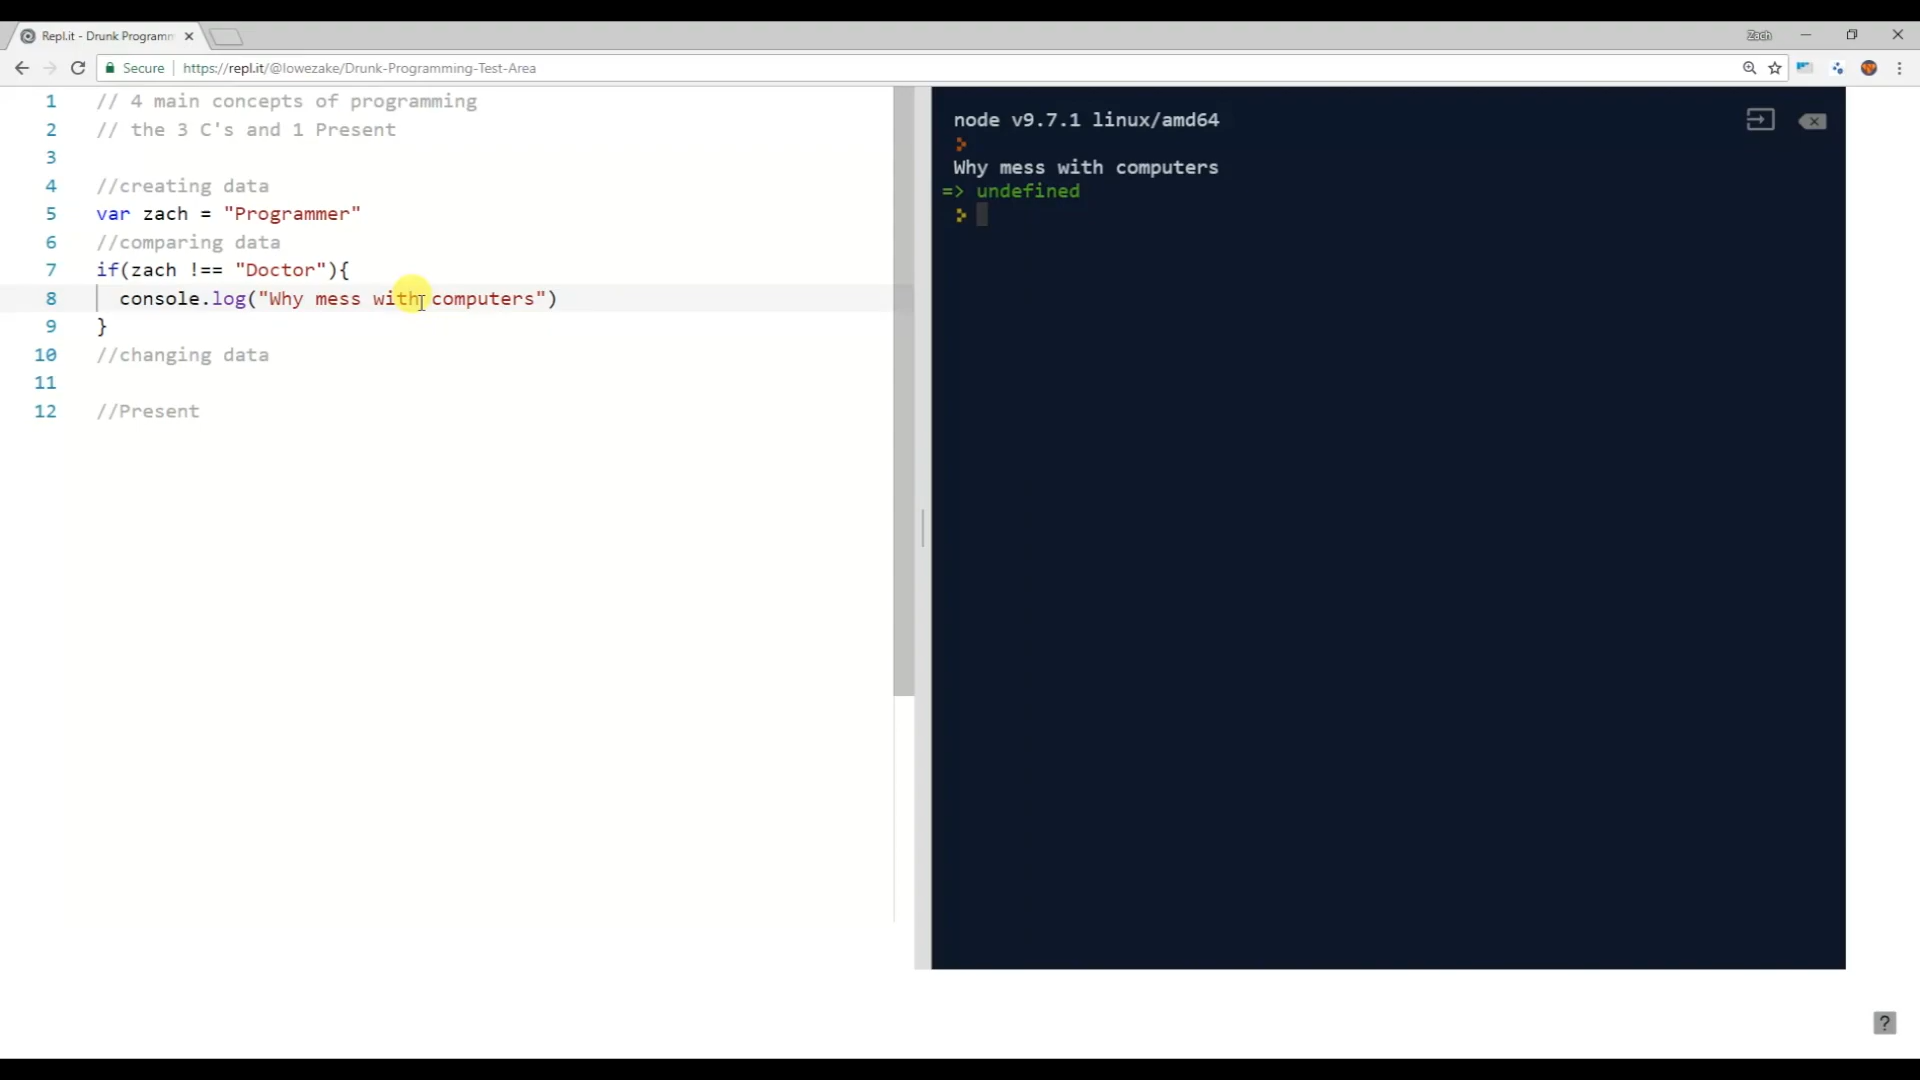 Repl.it - Drunk Programm
Zach
Secure
https://repl.it/@lowezake/Drunk-Programming-Test-Area
1 // 4 main concepts of programming
2 // the 3 C's and 1 Present
3
4 //creating data
5 var zach = "Programmer"
6 //comparing data
7 if(zach !== "Doctor"){
8 console.log("Why mess with computers")
9 }
10 //changing data
11
12 //Present
node v9.7.1 linux/amd64
Why mess with computers
=> undefined
?